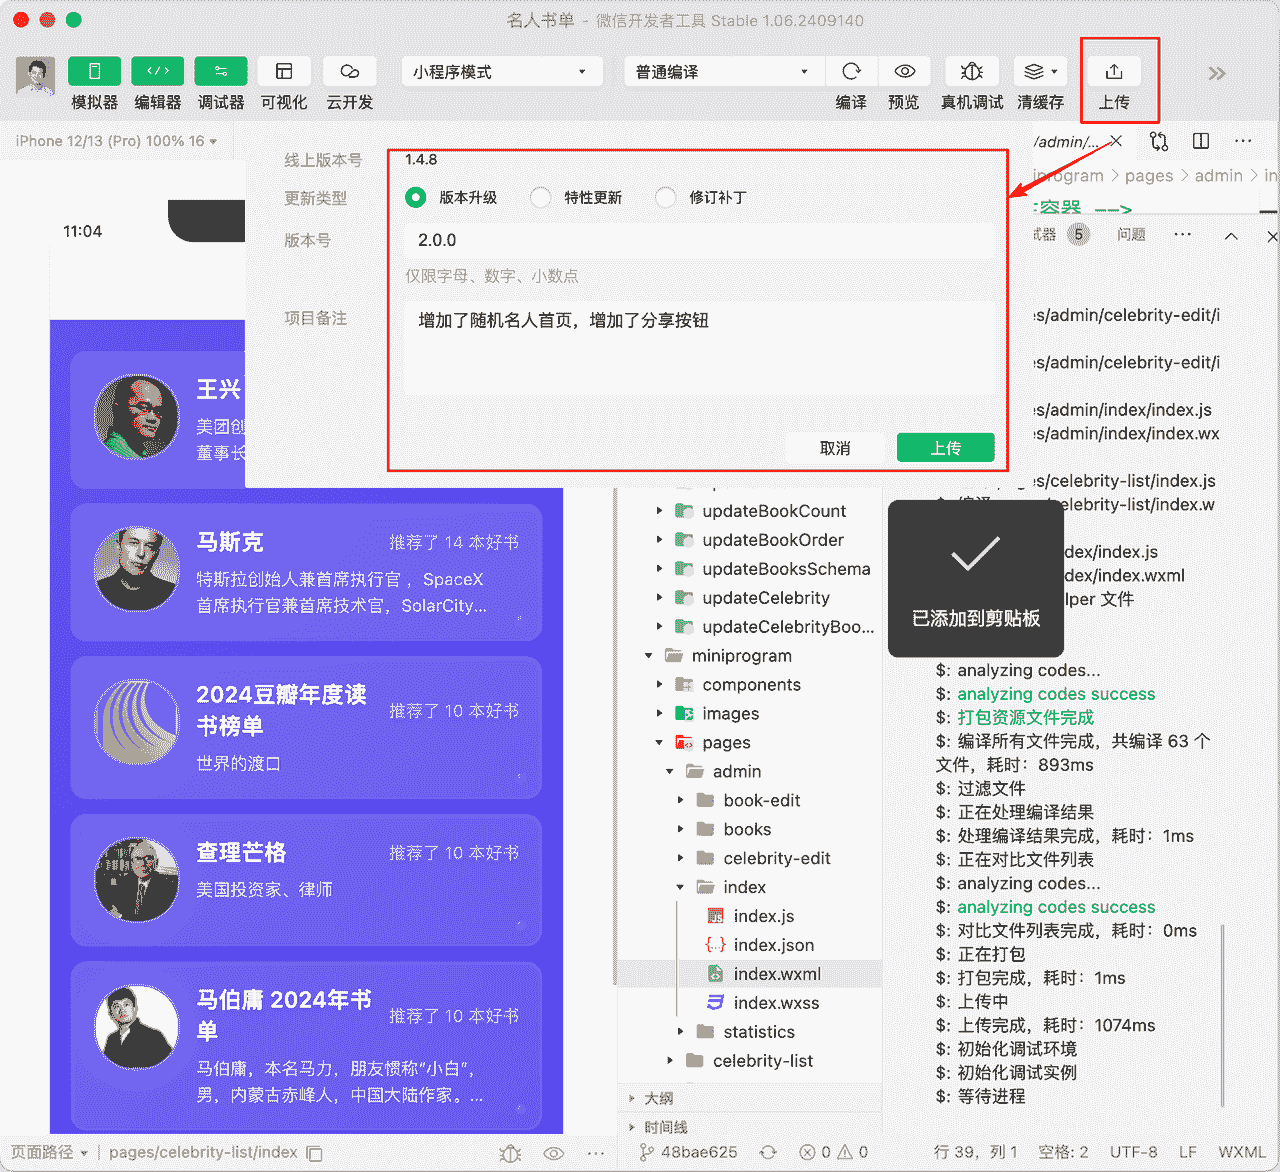 名人书单 - 微信开发者工具 Stable 1.06.2409140
小程序模式
普通编译
模拟器 编辑器 调试器 可视化 云开发
编译 预览 真机调试 清缓存 上传
iPhone 12/13 (Pro) 100% 16
/admin/...
线上版本号 1.4.8
更新类型 版本升级 特性更新 修订补丁
版本号 2.0.0
仅限字母、数字、小数点
项目备注 增加了随机名人首页，增加了分享按钮
取消 上传
11:04
王兴
美团创
董事长
马斯克 推荐了 14 本好书
特斯拉创始人兼首席执行官 ，SpaceX
首席执行官兼首席技术官，SolarCity...
2024豆瓣年度读
书榜单
推荐了 10 本好书
世界的渡口
查理芒格 推荐了 10 本好书
美国投资家、律师
马伯庸 2024年书
单
推荐了 10 本好书
马伯庸，本名马力，朋友惯称“小白”，
男，内蒙古赤峰人，中国大陆作家。...
updateBookCount
updateBookOrder
updateBooksSchema
updateCelebrity
updateCelebrityBoo...
miniprogram
components
images
pages
admin
book-edit
books
celebrity-edit
index
index.js
index.json
index.wxml
index.wxss
statistics
celebrity-list
大纲
时间线
inprogram > pages > admin > in
容器 -->
试器 5 问题 ...
s/admin/celebrity-edit/i
s/admin/celebrity-edit/i
s/admin/index/index.js
s/admin/index/index.wx
s/celebrity-list/index.js
$: 编译
celebrity-list/index.w
dex/index.js
dex/index.wxml
lper 文件
已添加到剪贴板
$: analyzing codes...
$: analyzing codes success
$: 打包资源文件完成
$: 编译所有文件完成，共编译 63 个
文件，耗时：893ms
$: 过滤文件
$: 正在处理编译结果
$: 处理编译结果完成，耗时：1ms
$: 正在对比文件列表
$: analyzing codes...
$: analyzing codes success
$: 对比文件列表完成，耗时：0ms
$: 正在打包
$: 打包完成，耗时：1ms
$: 上传中
$: 上传完成，耗时：1074ms
$: 初始化调试环境
$: 初始化调试实例
$: 等待进程
页面路径 | pages/celebrity-list/index
48bae625 0 0
行 39，列 1 空格: 2 UTF-8 LF WXML